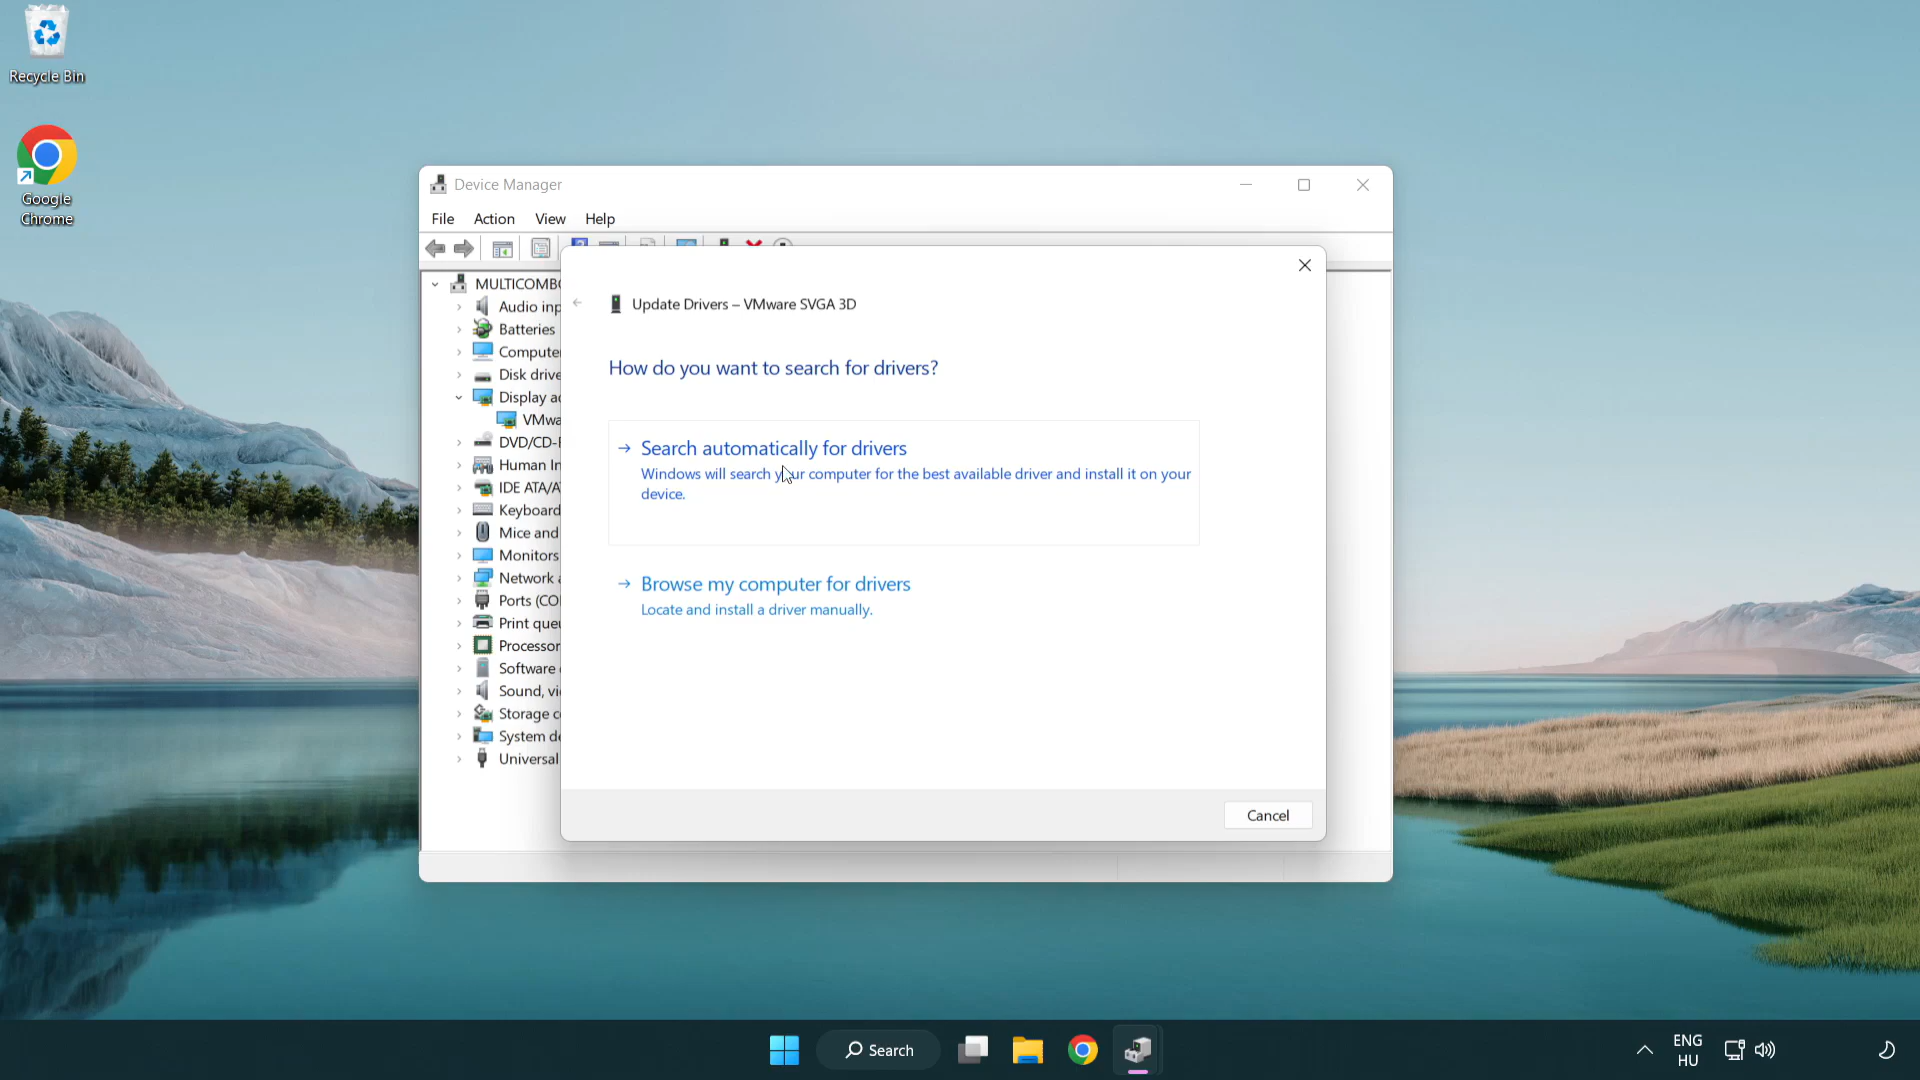 Recycle Bin
Google
Chrome
Device Manager
File Action View Help
MULTICOMBO
Audio inp
Batteries
Compute
Disk drive
Display a
VMwa
DVD/CD-
Human In
IDE ATA/A
Keyboard
Mice and
Monitors
Network a
Ports (CO
Print que
Processor
Software
Sound, vi
Storage c
System de
Universal
Update Drivers – VMware SVGA 3D
How do you want to search for drivers?
Search automatically for drivers
Windows will search your computer for the best available driver and install it on your
device.
Browse my computer for drivers
Locate and install a driver manually.
Cancel
Search
ENG
HU